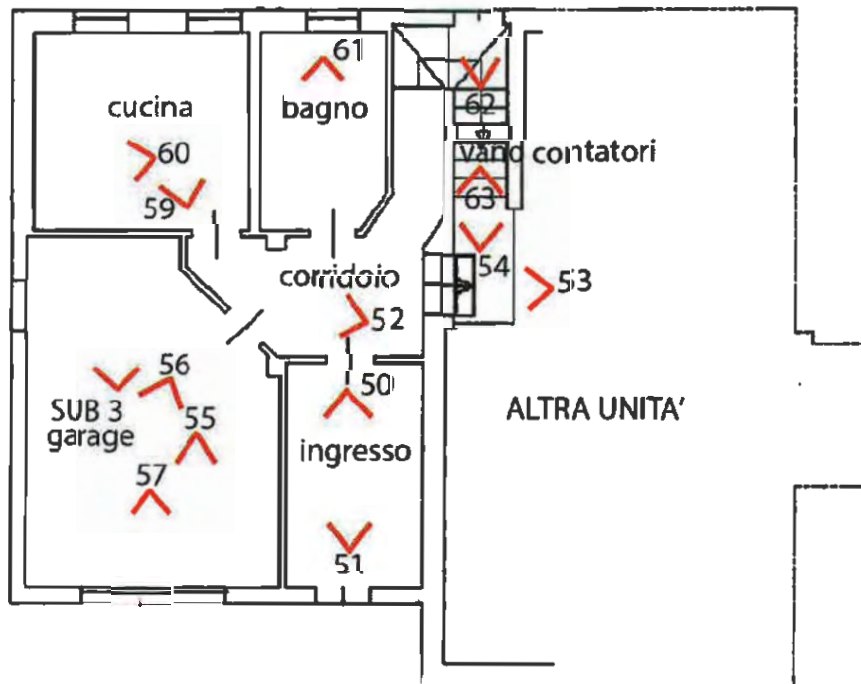 61
cucina
bagno
62
60
vano contatori
59
63
54
corridoio
53
52
56
50
SUB 3
garage
55
ALTRA UNITA'
ingresso
57
51